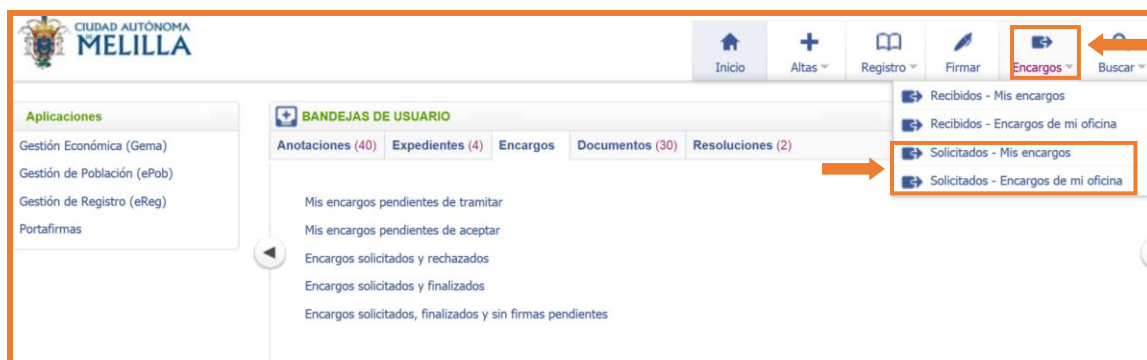 CIUDAD AUTÓNOMA
DE MELILLA
Inicio
Altas
Registro
Firmar
Encargos
Buscar
Recibidos - Mis encargos
Recibidos - Encargos de mi oficina
Solicitados - Mis encargos
Solicitados - Encargos de mi oficina
Aplicaciones
Gestión Económica (Gema)
Gestión de Población (ePob)
Gestión de Registro (eReg)
Portafirmas
BANDEJAS DE USUARIO
Anotaciones (40) Expedientes (4) Encargos Documentos (30) Resoluciones (2)
Mis encargos pendientes de tramitar
Mis encargos pendientes de aceptar
Encargos solicitados y rechazados
Encargos solicitados y finalizados
Encargos solicitados, finalizados y sin firmas pendientes